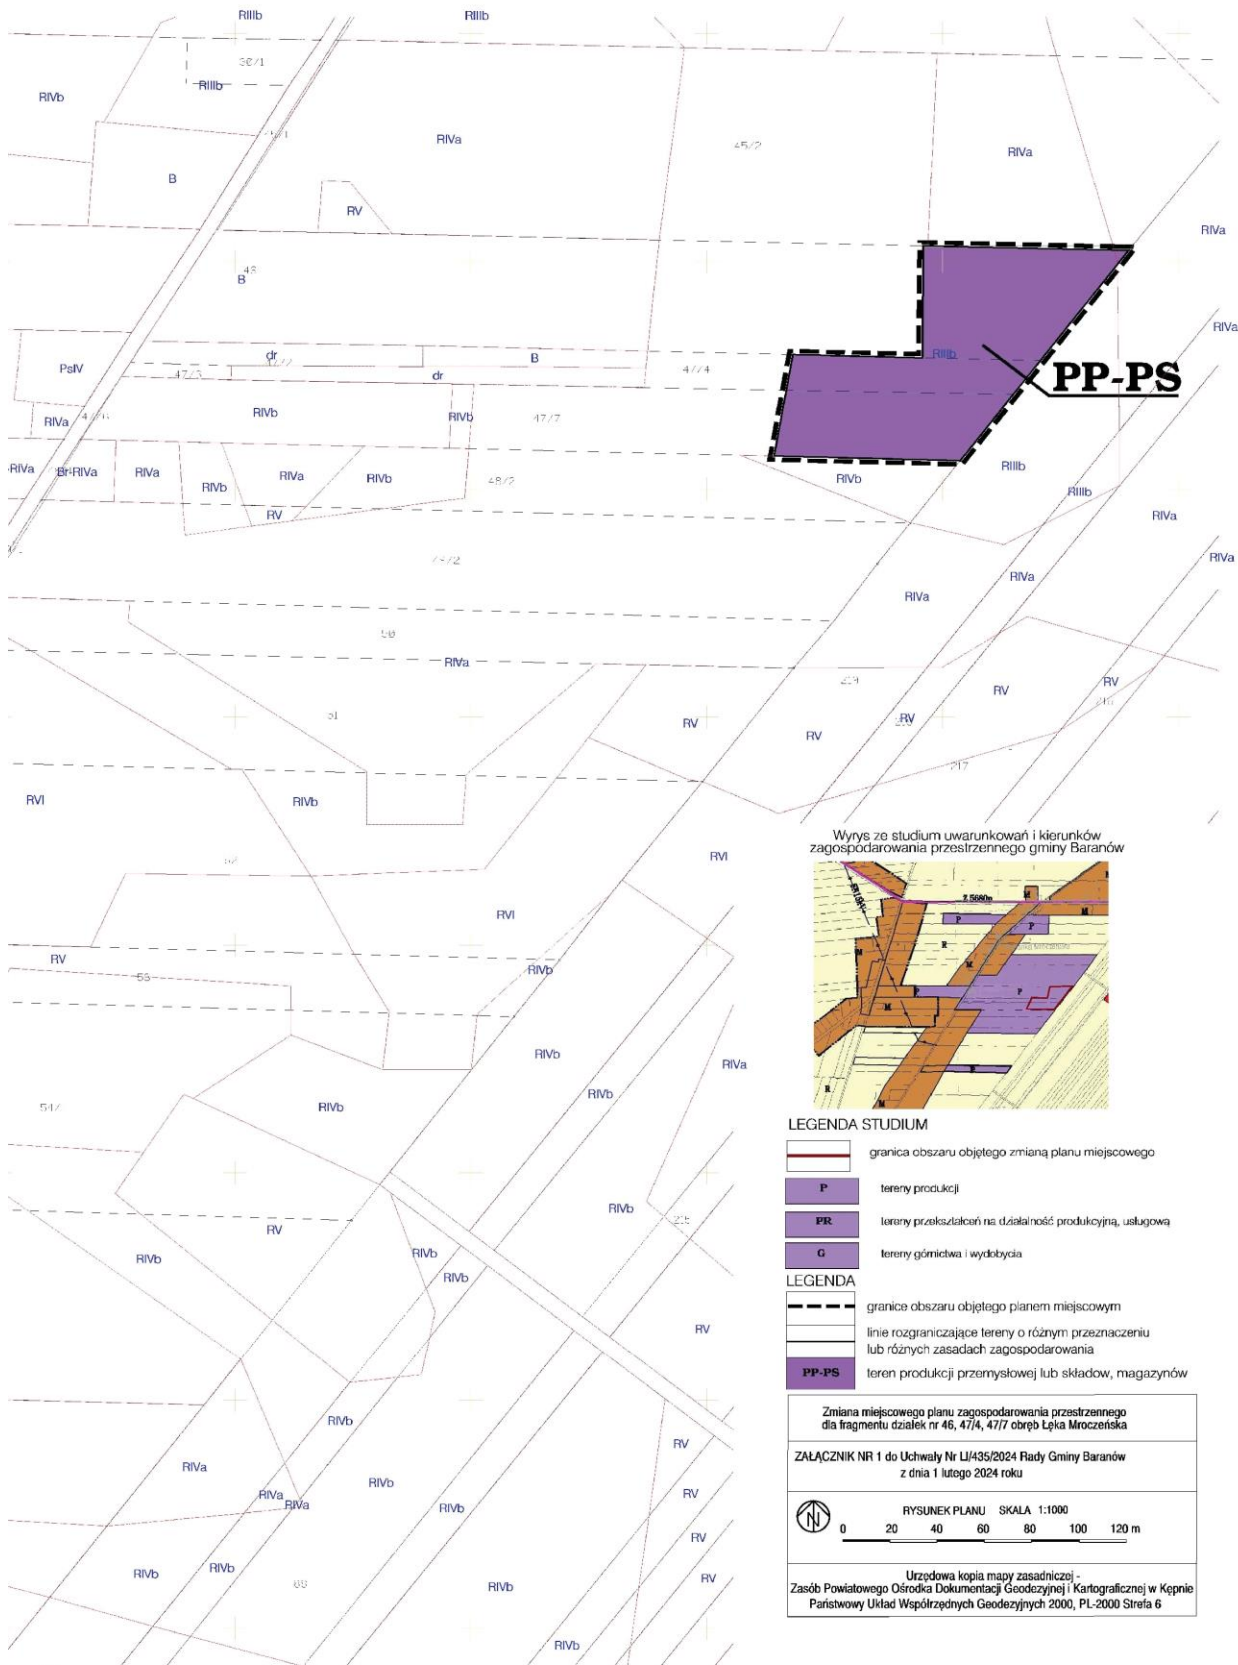 RIIIb
RIIIb
30/1
RIVb
RIIIb
RIVa
45/2
RIVa
B
RV
RIVa
B
RIVa
dr
B
RIIIb
PsIV
47/3
dr
47/4
PP-PS
RIVa
RIVb
RIVb
47/7
RIVa
Br-RIVa
RIVa
RIVb
RIVa
RIVb
48/2
RIVb
RIIIb
RIIIb
RV
RIVa
RIVa
RIVa
RIVa
50
RIVa
RV
RV
51
RV
RV
RV
217
RVI
RIVb
Wyrys ze studium uwarunkowań i kierunków
zagospodarowania przestrzennego gminy Baranów
RVI
RVI
RV
RIVb
53
RIVb
RIVa
RIVb
RIVb
RIVb
RV
RIVb
RIVb
RIVb
RV
RIVb
RIVa
RIVb
RV
RIVa
RIVa
RIVb
RV
RV
RIVb
RIVb
RIVb
RV
RIVb
M
Z.5680m
M
P
P
R
M
M
P
P
M
P
R
M
LEGENDA STUDIUM
granica obszaru objętego zmianą planu miejscowego
P tereny produkcji
PR tereny przekształceń na działalność produkcyjną, usługową
G tereny górnictwa i wydobycia
LEGENDA
granice obszaru objętego planem miejscowym
linie rozgraniczające tereny o różnym przeznaczeniu
lub różnych zasadach zagospodarowania
PP-PS teren produkcji przemysłowej lub składów, magazynów
Zmiana miejscowego planu zagospodarowania przestrzennego
dla fragmentu działek nr 46, 47/4, 47/7 obręb Łęka Mroczeńska
ZAŁĄCZNIK NR 1 do Uchwały Nr LI/435/2024 Rady Gminy Baranów
z dnia 1 lutego 2024 roku
N
RYSUNEK PLANU SKALA 1:1000
0 20 40 60 80 100 120 m
Urzędowa kopia mapy zasadniczej -
Zasób Powiatowego Ośrodka Dokumentacji Geodezyjnej i Kartograficznej w Kępnie
Państwowy Układ Współrzędnych Geodezyjnych 2000, PL-2000 Strefa 6